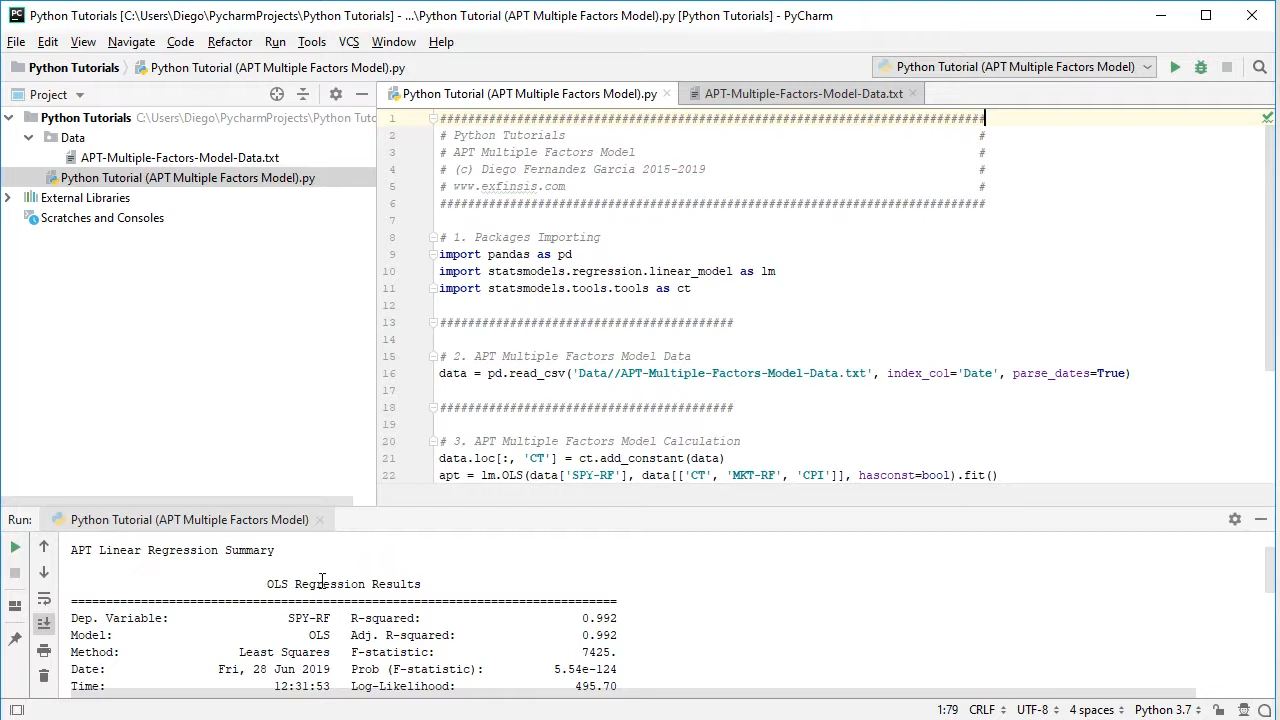 Python Tutorials [C:\Users\Diego\PycharmProjects\Python Tutorials] - ...\Python Tutorial (APT Multiple Factors Model).py [Python Tutorials] - PyCharm
File Edit View Navigate Code Refactor Run Tools VCS Window Help
Python Tutorials Python Tutorial (APT Multiple Factors Model).py Python Tutorial (APT Multiple Factors Model)
Project Python Tutorial (APT Multiple Factors Model).py APT-Multiple-Factors-Model-Data.txt
Python Tutorials C:\Users\Diego\PycharmProjects\Python Tuto
Data
APT-Multiple-Factors-Model-Data.txt
Python Tutorial (APT Multiple Factors Model).py
External Libraries
Scratches and Consoles
1 ##############################################################################
2 # Python Tutorials #
3 # APT Multiple Factors Model #
4 # (c) Diego Fernandez Garcia 2015-2019 #
5 # www.exfinsis.com #
6 ##############################################################################
7
8 # 1. Packages Importing
9 import pandas as pd
10 import statsmodels.regression.linear_model as lm
11 import statsmodels.tools.tools as ct
12
13 ##########################################
14
15 # 2. APT Multiple Factors Model Data
16 data = pd.read_csv('Data//APT-Multiple-Factors-Model-Data.txt', index_col='Date', parse_dates=True)
17
18 ##########################################
19
20 # 3. APT Multiple Factors Model Calculation
21 data.loc[:, 'CT'] = ct.add_constant(data)
22 apt = lm.OLS(data['SPY-RF'], data[['CT', 'MKT-RF', 'CPI']], hasconst=bool).fit()
Run: Python Tutorial (APT Multiple Factors Model)
APT Linear Regression Summary
OLS Regression Results
==============================================================================
Dep. Variable: SPY-RF R-squared: 0.992
Model: OLS Adj. R-squared: 0.992
Method: Least Squares F-statistic: 7425.
Date: Fri, 28 Jun 2019 Prob (F-statistic): 5.54e-124
Time: 12:31:53 Log-Likelihood: 495.70
1:79 CRLF UTF-8 4 spaces Python 3.7